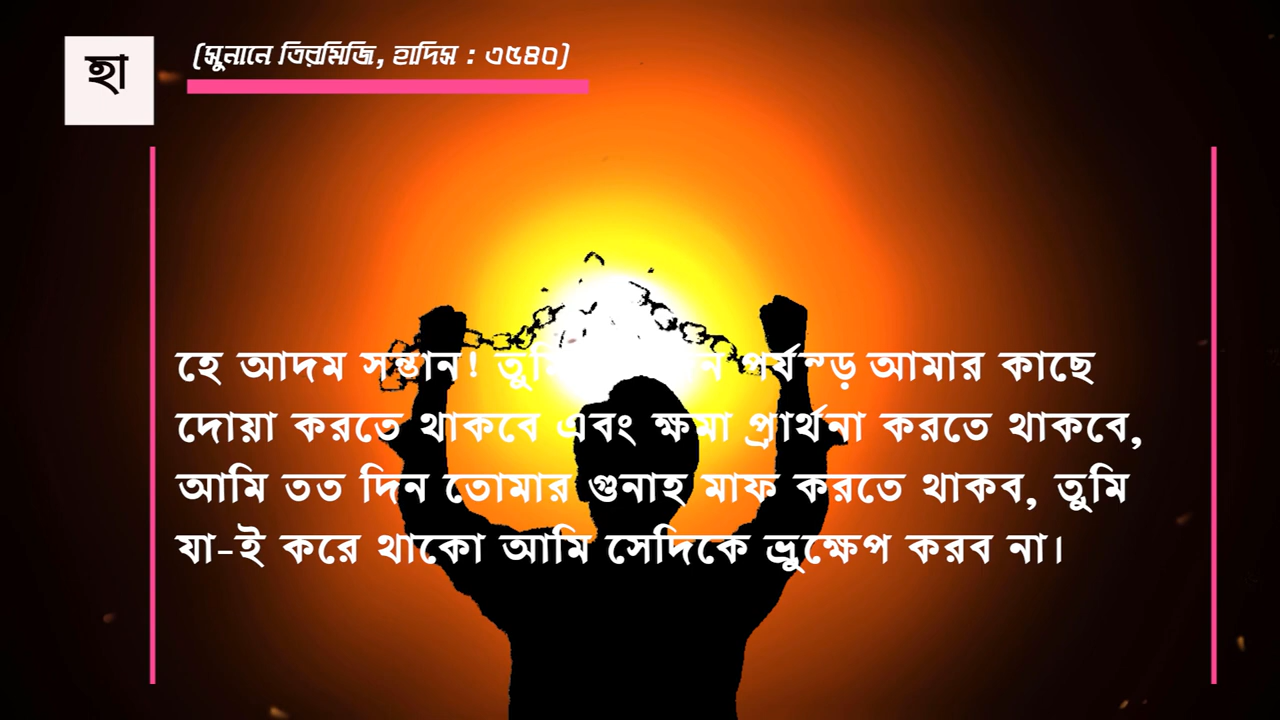 হা
(সুনানে তিরমিজি, হাদিস : ৩৫৪০)
হে আদম সন্তান! পর্যন্ড় আমার কাছে
দোয়া করতে থাকবে এবং ক্ষমা প্রার্থনা করতে থাকবে,
আমি তত দিন তোমার গুনাহ মাফ করতে থাকব, তুমি
যা-ই করে থাকো আমি সেদিকে ভ্রুক্ষেপ করব না।